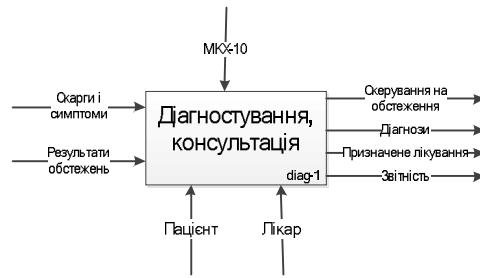 МКХ-10
Скарги і
симптоми
Результати
обстежень
Діагностування,
консультація
diag-1
Скерування на
обстеження
Діагнози
Призначене лікування
Звітність
Пацієнт
Лікар